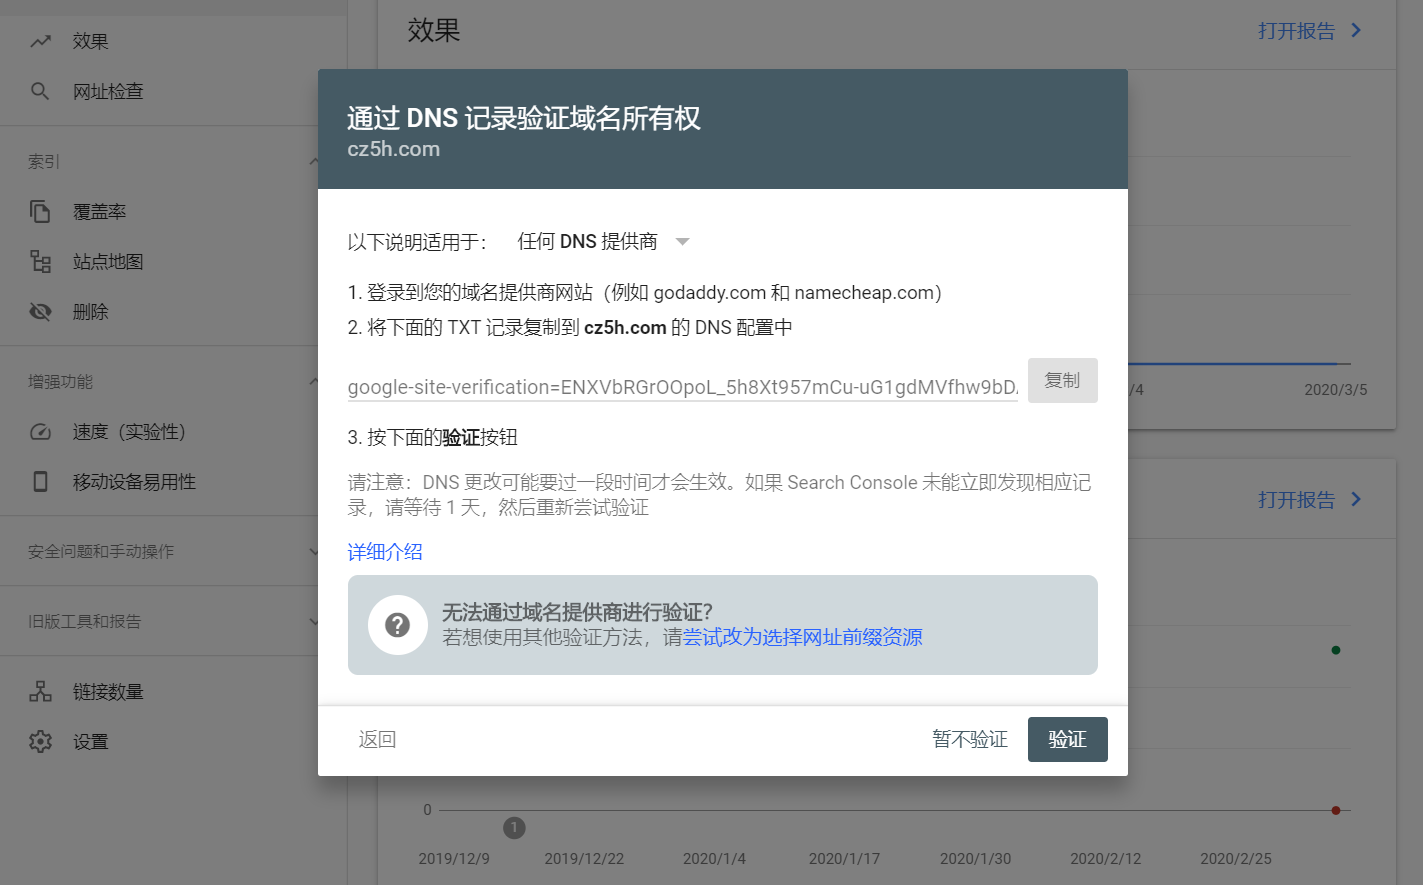 效果
网址检查
索引
覆盖率
站点地图
删除
增强功能
速度（实验性）
移动设备易用性
安全问题和手动操作
旧版工具和报告
链接数量
设置
效果
打开报告
/4
2020/3/5
打开报告
通过 DNS 记录验证域名所有权
cz5h.com
以下说明适用于：
任何 DNS 提供商
1. 登录到您的域名提供商网站（例如 godaddy.com 和 namecheap.com）
2. 将下面的 TXT 记录复制到 cz5h.com 的 DNS 配置中
google-site-verification=ENXVbRGrOOpoL_5h8Xt957mCu-uG1gdMVfhw9bD
复制
3. 按下面的验证按钮
请注意：DNS 更改可能要过一段时间才会生效。如果 Search Console 未能立即发现相应记
录，请等待 1 天，然后重新尝试验证
详细介绍
无法通过域名提供商进行验证？
若想使用其他验证方法，请尝试改为选择网址前缀资源
返回
暂不验证
验证
0
1
2019/12/9
2019/12/22
2020/1/4
2020/1/17
2020/1/30
2020/2/12
2020/2/25